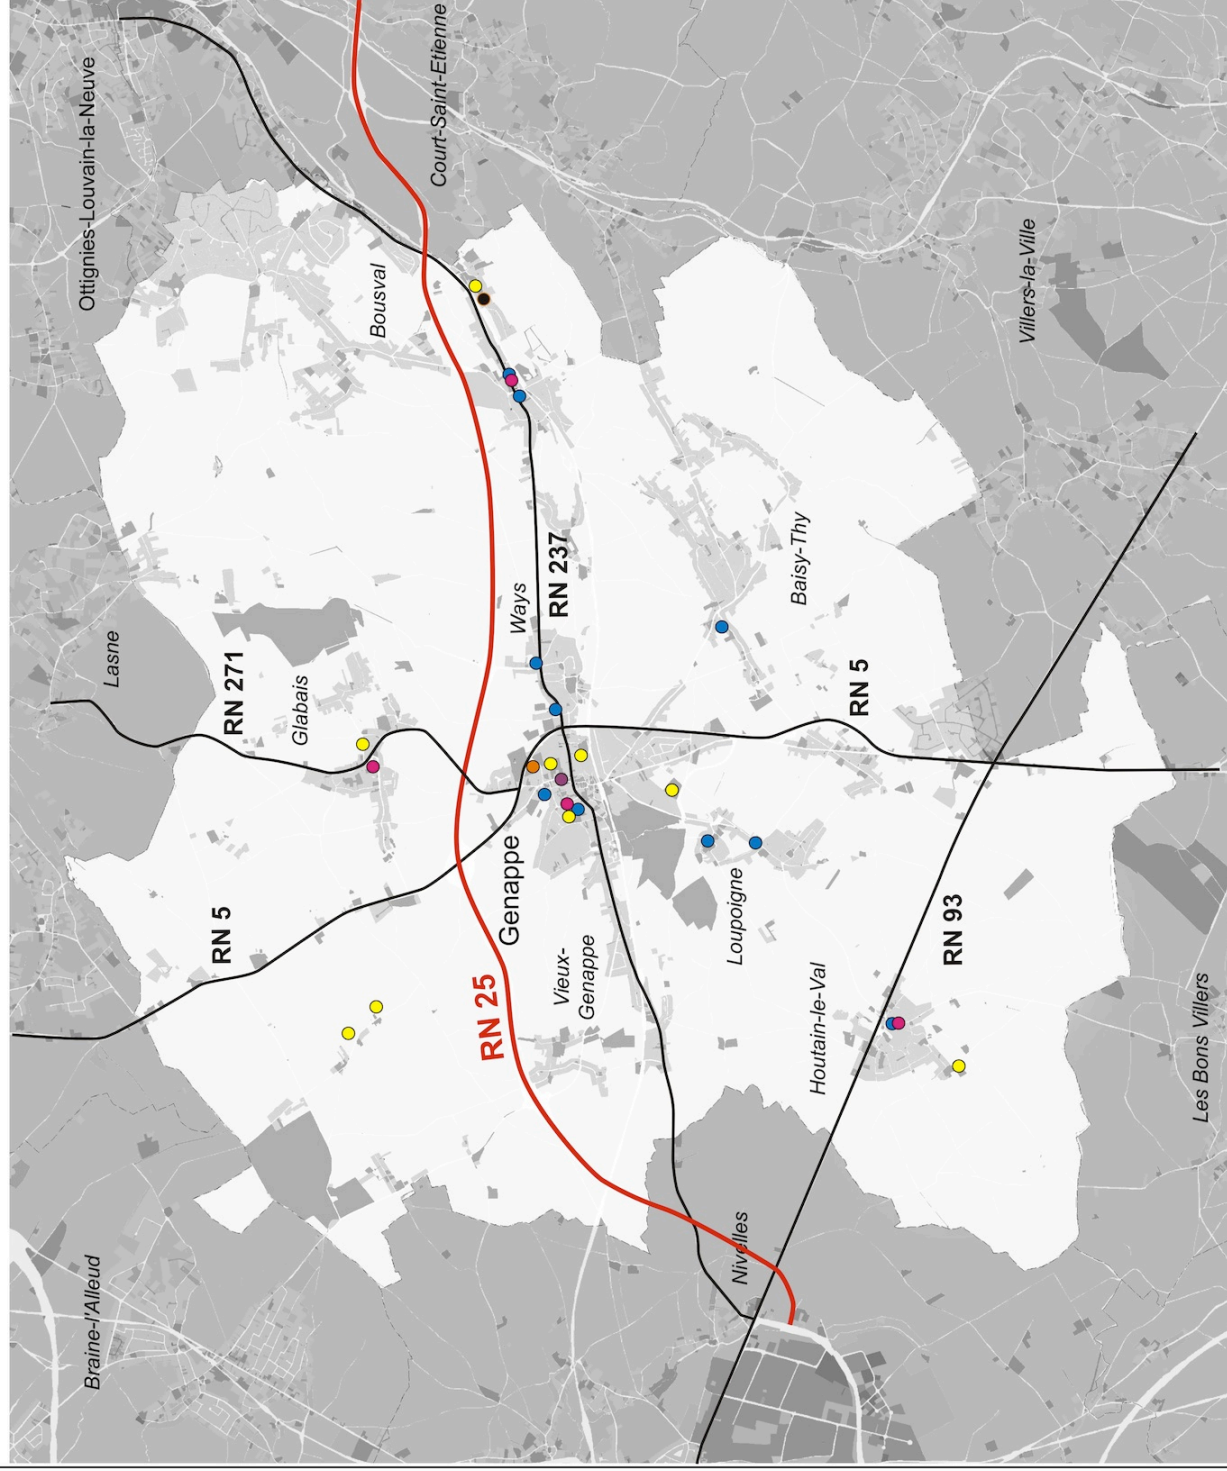 Ottignies-Louvain-la-Neuve
Court-Saint-Etienne
Bousval
Villers-la-Ville
Lasne
RN 271
Glabais
Ways
RN 237
Baisy-Thy
RN 5
RN 5
Genappe
RN 25
Vieux-
Genappe
Loupoigne
Houtain-le-Val
RN 93
Les Bons Villers
Nivelles
Braine-l'Alleud